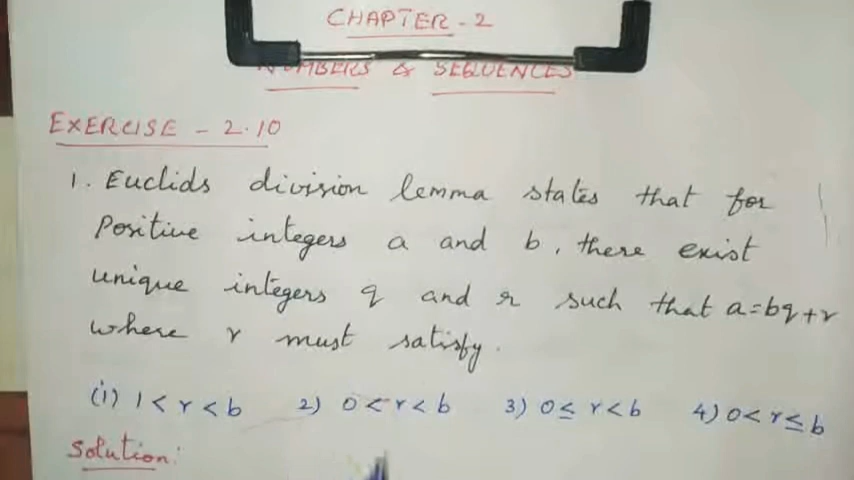 CHAPTER - 2
NUMBERS & SEQUENCES
EXERCISE - 2.10
1. Euclids division lemma states that for
Positive integers a and b, there exist
unique integers q and r such that a=bq+r
where r must satisfy.
(1) 1 < r < b 2) 0 < r < b 3) 0 ≤ r < b 4) 0 < r ≤ b
Solution: